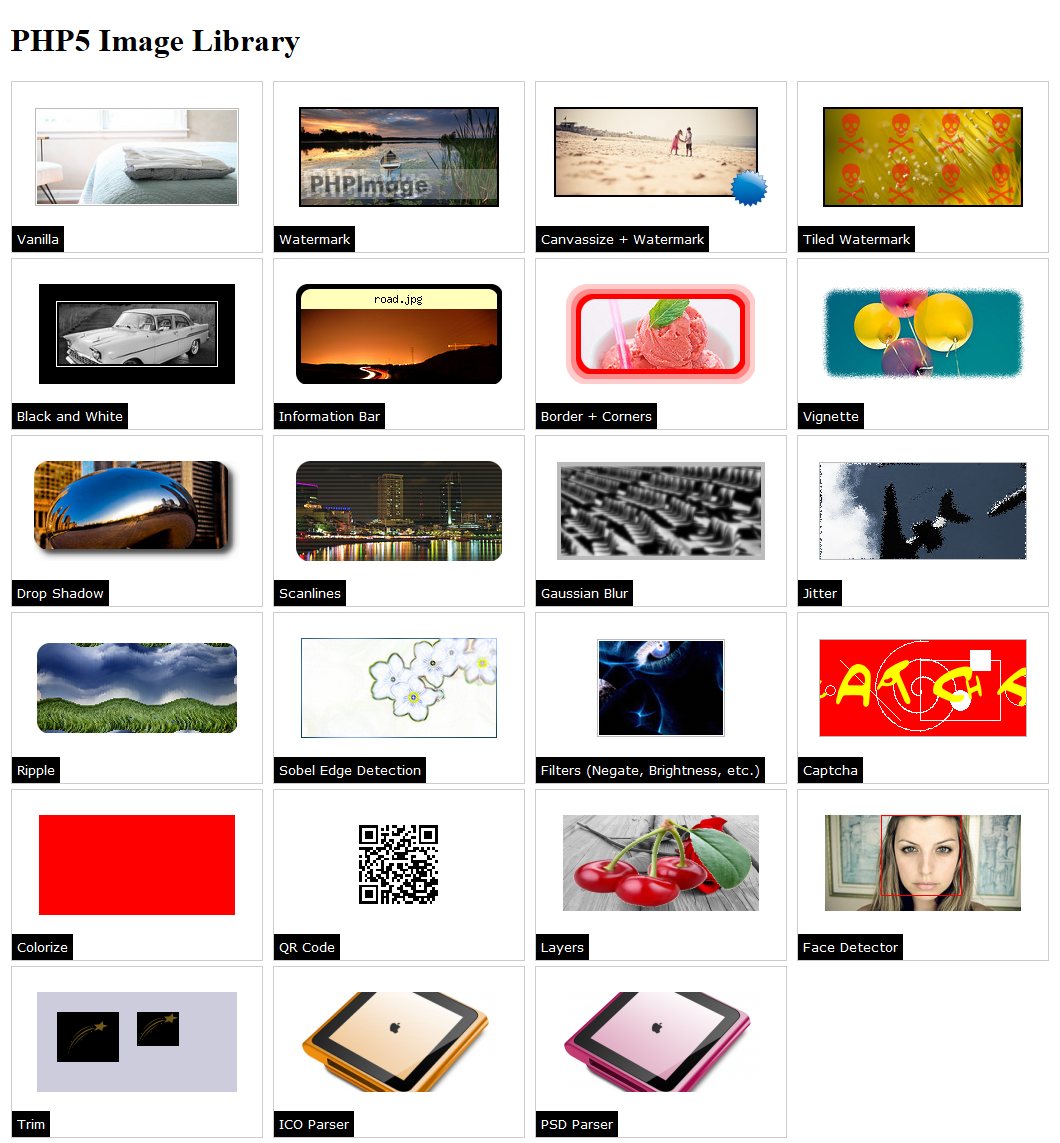 PHP5 Image Library
PHPImage
Vanilla
Watermark
Canvassize + Watermark
Tiled Watermark
road.jpg
Black and White
Information Bar
Border + Corners
Vignette
Drop Shadow
Scanlines
Gaussian Blur
Jitter
Ripple
Sobel Edge Detection
Filters (Negate, Brightness, etc.)
Captcha
Colorize
QR Code
Layers
Face Detector
Trim
ICO Parser
PSD Parser